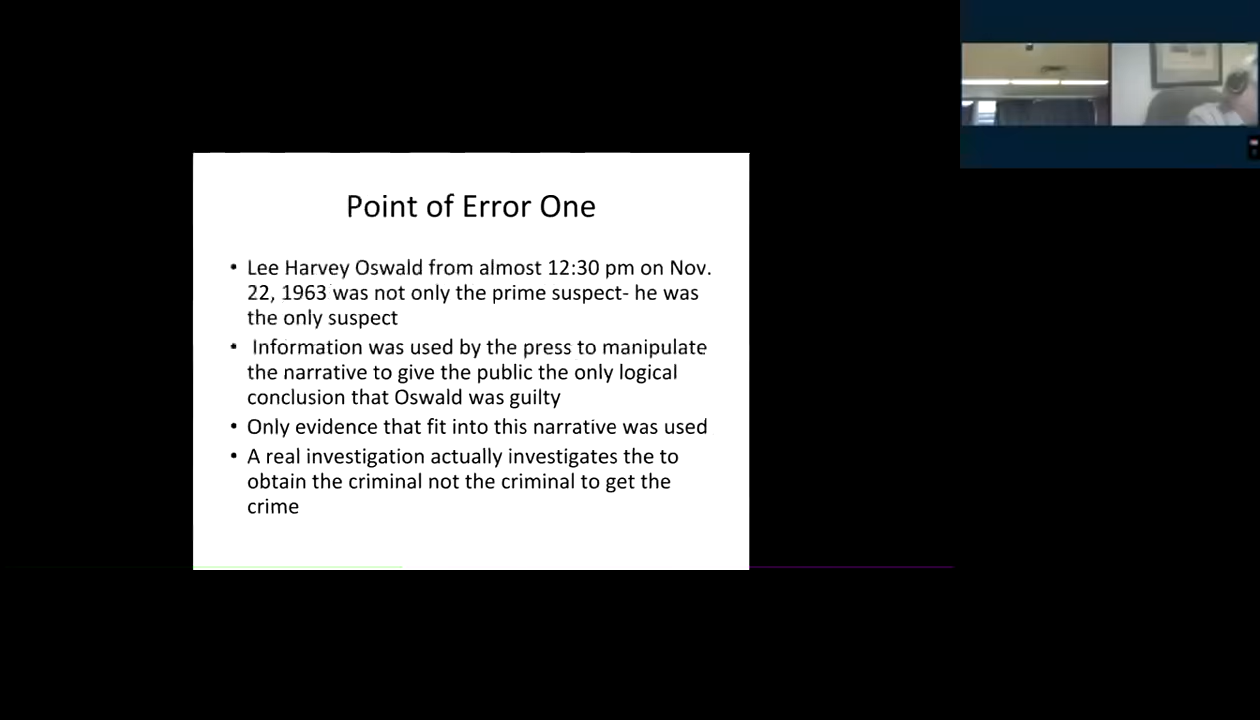 Point of Error One
• Lee Harvey Oswald from almost 12:30 pm on Nov.
22, 1963 was not only the prime suspect- he was
the only suspect
• Information was used by the press to manipulate
the narrative to give the public the only logical
conclusion that Oswald was guilty
• Only evidence that fit into this narrative was used
• A real investigation actually investigates the to
obtain the criminal not the criminal to get the
crime